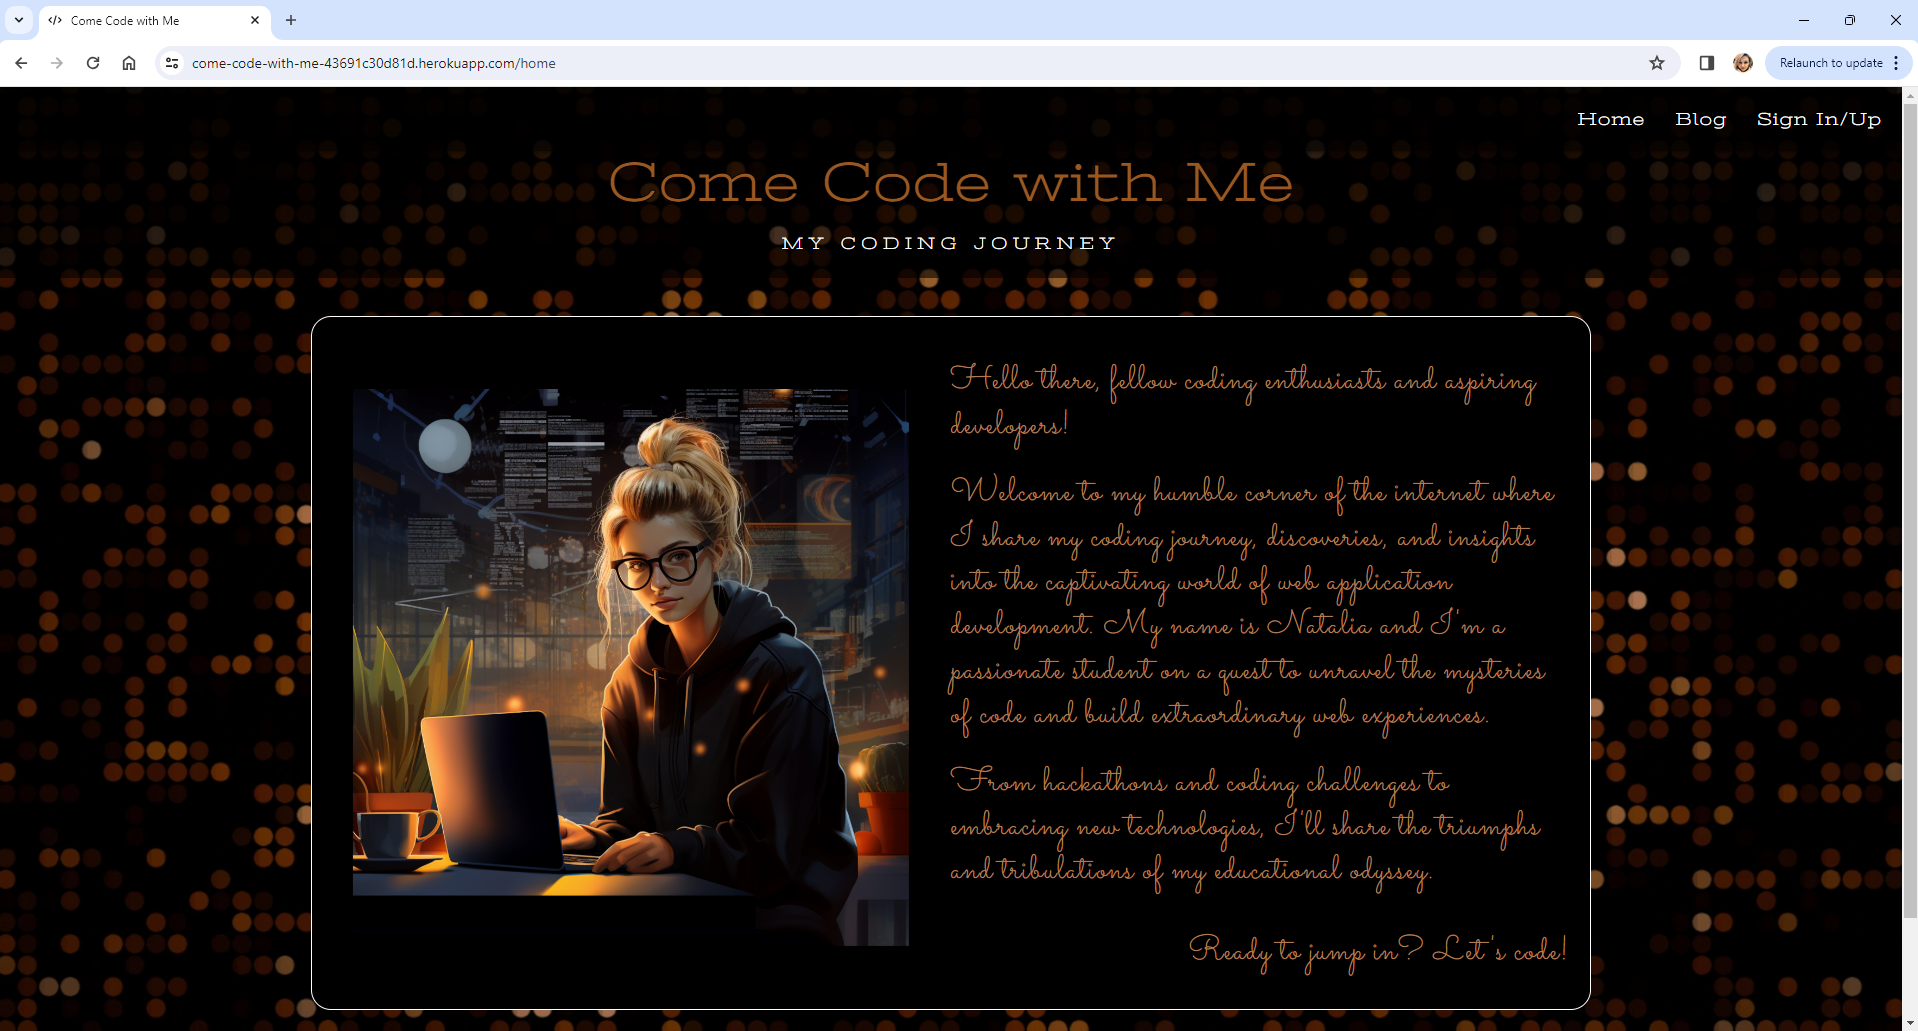 Come Code with Me
come-code-with-me-43691c30d81d.herokuapp.com/home
Relaunch to update
Home Blog Sign In/Up
Come Code with Me
MY CODING JOURNEY
Hello there, fellow coding enthusiasts and aspiring
developers!
Welcome to my humble corner of the internet where
I share my coding journey, discoveries, and insights
into the captivating world of web application
development. My name is Natalia and I'm a
passionate student on a quest to unravel the mysteries
of code and build extraordinary web experiences.
From hackathons and coding challenges to
embracing new technologies, I'll share the triumphs
and tribulations of my educational odyssey.
Ready to jump in? Let's code!